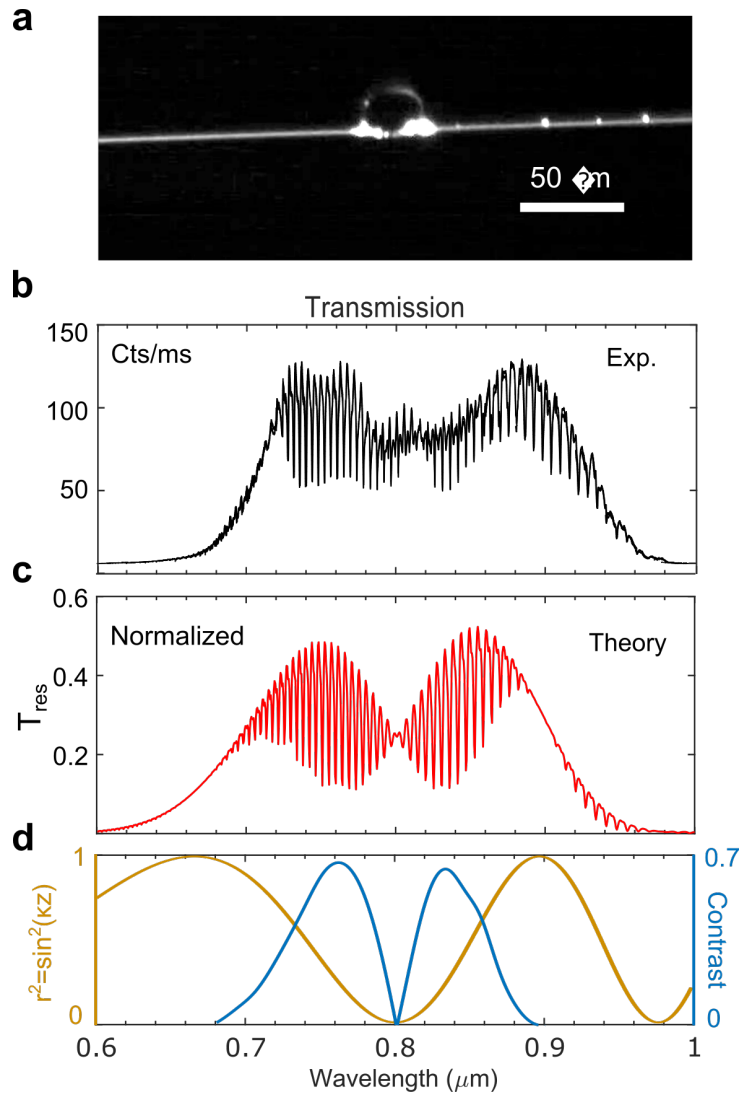 a
50 �m
b
Transmission
150
Cts/ms
Exp.
100
50
c
0.6
Normalized
Theory
0.4
T_res
0.2
d
1
0.7
r²=sin²(κz)
Contrast
0
0
0.6
0.7
0.8
0.9
1
Wavelength (μm)